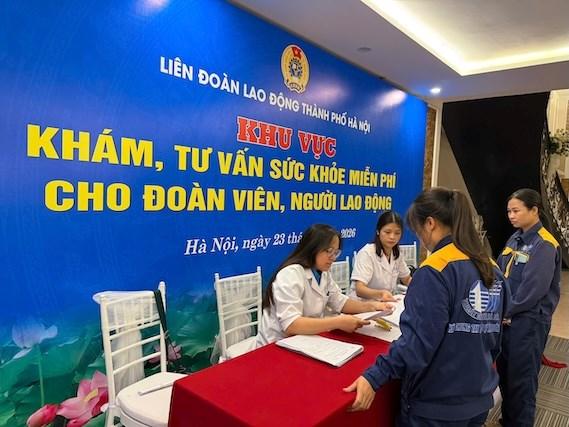 LIÊN ĐOÀN LAO ĐỘNG THÀNH PHỐ HÀ NỘI
KHU VỰC
KHÁM, TƯ VẤN SỨC KHỎE MIỄN PHÍ
CHO ĐOÀN VIÊN, NGƯỜI LAO ĐỘNG
Hà Nội, ngày 23 thá 2026